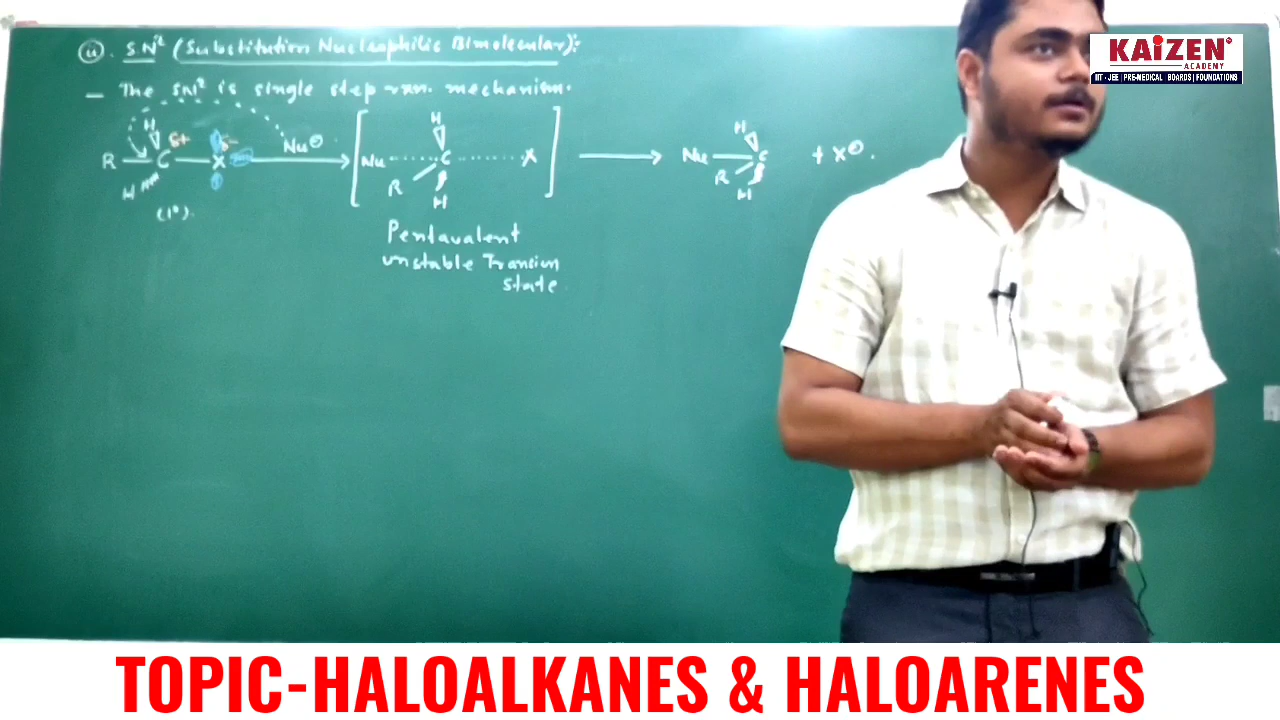 ii. SN² (Substitution Nucleophilic Bimolecular):
— The SN² is single step rxn. mechanism.
H δ+ δ- Nu⊖ H H
R — C — X → [Nu ····· C ······ X] → Nu — C + X⊖.
H R R
(1°). H H
Pentavalent
unstable Transion
state
KAiZEN
ACADEMY
IIT - JEE | PRE-MEDICAL BOARDS | FOUNDATIONS
TOPIC-HALOALKANES & HALOARENES